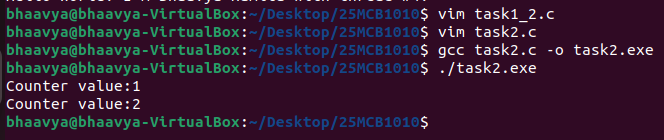 bhaavya@bhaavya-VirtualBox:~/Desktop/25MCB1010$ vim task1_2.c
bhaavya@bhaavya-VirtualBox:~/Desktop/25MCB1010$ vim task2.c
bhaavya@bhaavya-VirtualBox:~/Desktop/25MCB1010$ gcc task2.c -o task2.exe
bhaavya@bhaavya-VirtualBox:~/Desktop/25MCB1010$ ./task2.exe
Counter value:1
Counter value:2
bhaavya@bhaavya-VirtualBox:~/Desktop/25MCB1010$